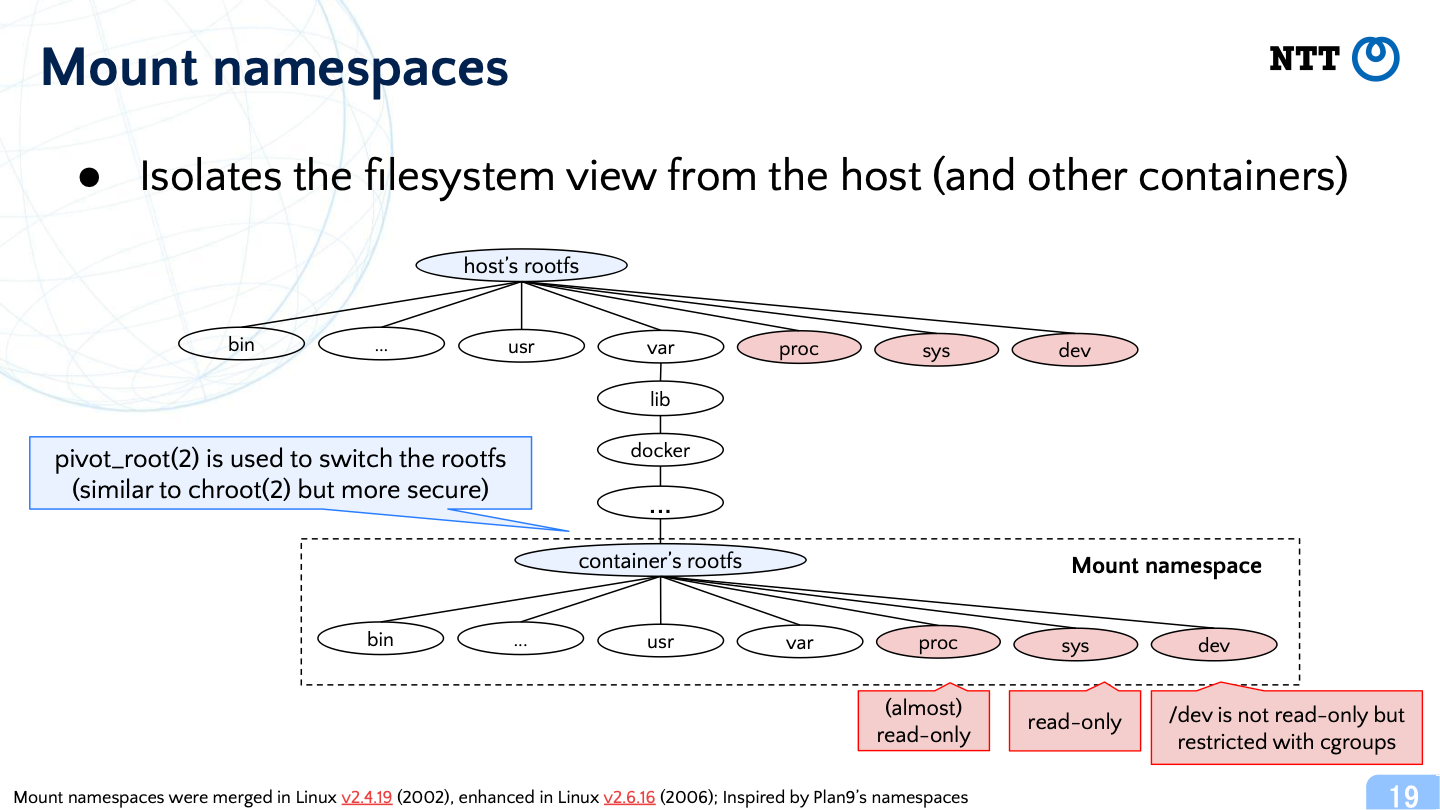 Mount namespaces
NTT
● Isolates the filesystem view from the host (and other containers)
host's rootfs
bin
...
usr
var
proc
sys
dev
lib
docker
...
pivot_root(2) is used to switch the rootfs
(similar to chroot(2) but more secure)
container's rootfs
Mount namespace
bin
...
usr
var
proc
sys
dev
(almost)
read-only
read-only
/dev is not read-only but
restricted with cgroups
Mount namespaces were merged in Linux v2.4.19 (2002), enhanced in Linux v2.6.16 (2006); Inspired by Plan9's namespaces
19